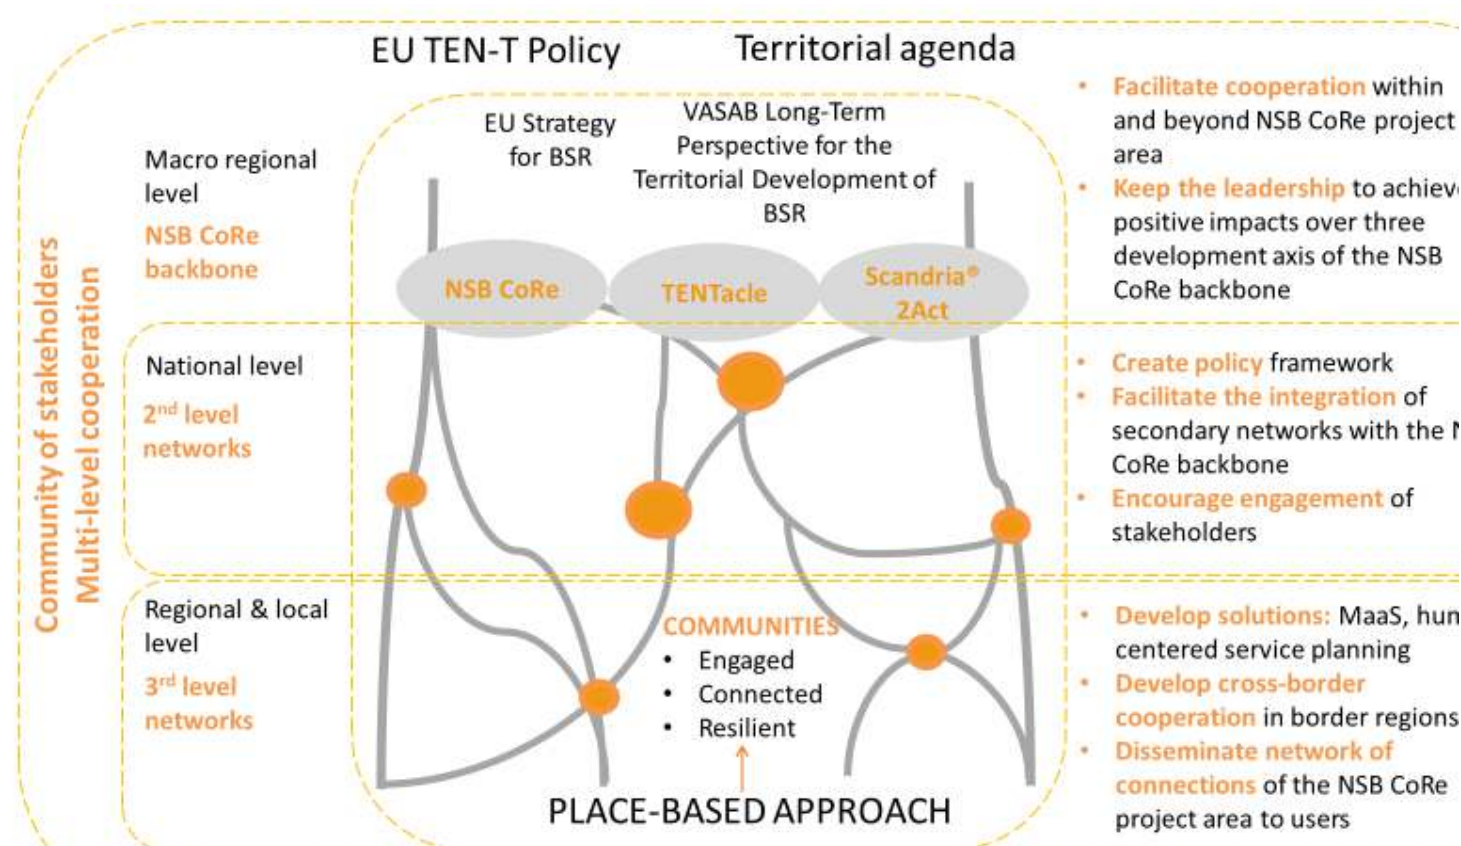 EU TEN-T Policy
Territorial agenda
EU Strategy
for BSR
VASAB Long-Term
Perspective for the
Territorial Development of
BSR
Community of stakeholders
Multi-level cooperation
Macro regional
level
NSB CoRe
backbone
NSB CoRe
TENTacle
Scandria®
2Act
• Facilitate cooperation within
and beyond NSB CoRe project
area
• Keep the leadership to achieve
positive impacts over three
development axis of the NSB
CoRe backbone
National level
2nd level
networks
• Create policy framework
• Facilitate the integration of
secondary networks with the
CoRe backbone
• Encourage engagement of
stakeholders
Regional & local
level
3rd level
networks
COMMUNITIES
• Engaged
• Connected
• Resilient
PLACE-BASED APPROACH
• Develop solutions: MaaS,
centered service planning
• Develop cross-border
cooperation in border regions
• Disseminate network of
connections of the NSB CoRe
project area to users